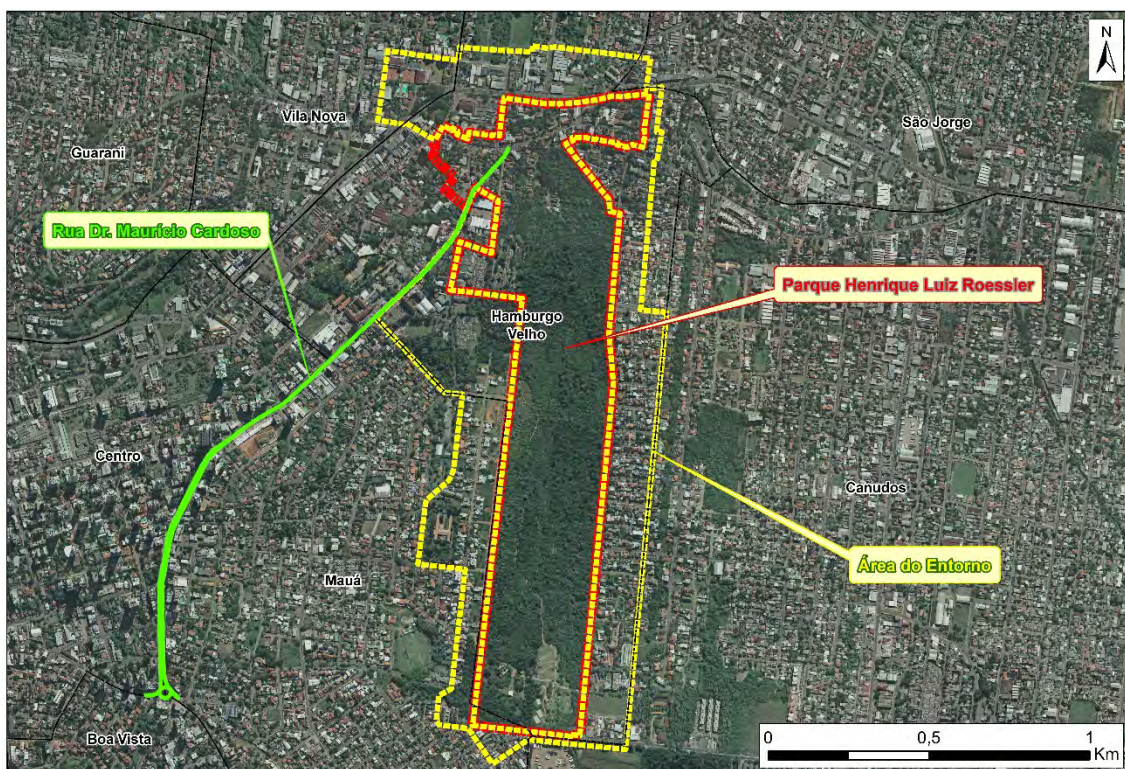 N
Vila Nova
São Jorge
Guarani
Rua Dr. Maurício Cardoso
Parque Henrique Luiz Roessler
Hamburgo
Velho
Centro
Canudos
Área do Entorno
Mauá
Boa Vista
0 0,5 1
Km